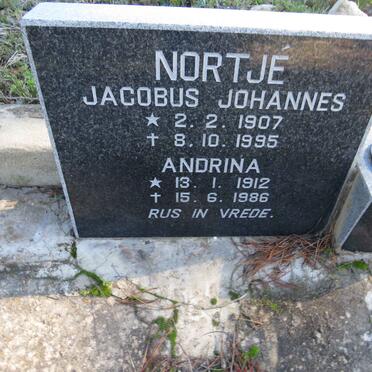 NORTJE
JACOBUS JOHANNES
★ 2. 2. 1907
✝ 8. 10. 1995
ANDRINA
★ 13. 1. 1912
✝ 15. 6. 1986
RUS IN VREDE.